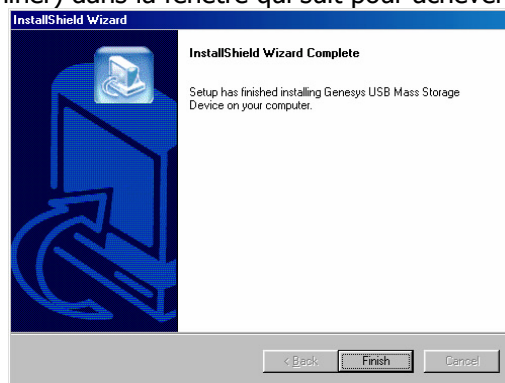 dans la fenêtre qui suit pour achever
InstallShield Wizard
InstallShield Wizard Complete
Setup has finished installing Genesys USB Mass Storage
Device on your computer.
< Back
Finish
Cancel